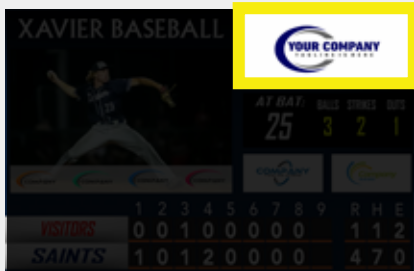 XAVIER BASEBALL
YOUR COMPANY
AT BAT: BALLS STRIKES OUTS
25 3 2 1
COMPANY
1 2 3 4 5 6 7 8 9 R H E
VISITORS 0 0 1 0 0 0 0 0 1 1 2
SAINTS 1 0 1 2 0 0 0 0 4 7 0